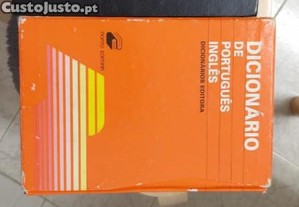 CustoJusto.pt
DICIONÁRIO
DE
PORTUGUÊS
INGLÊS
DICIONÁRIOS EDITORA
porto editora